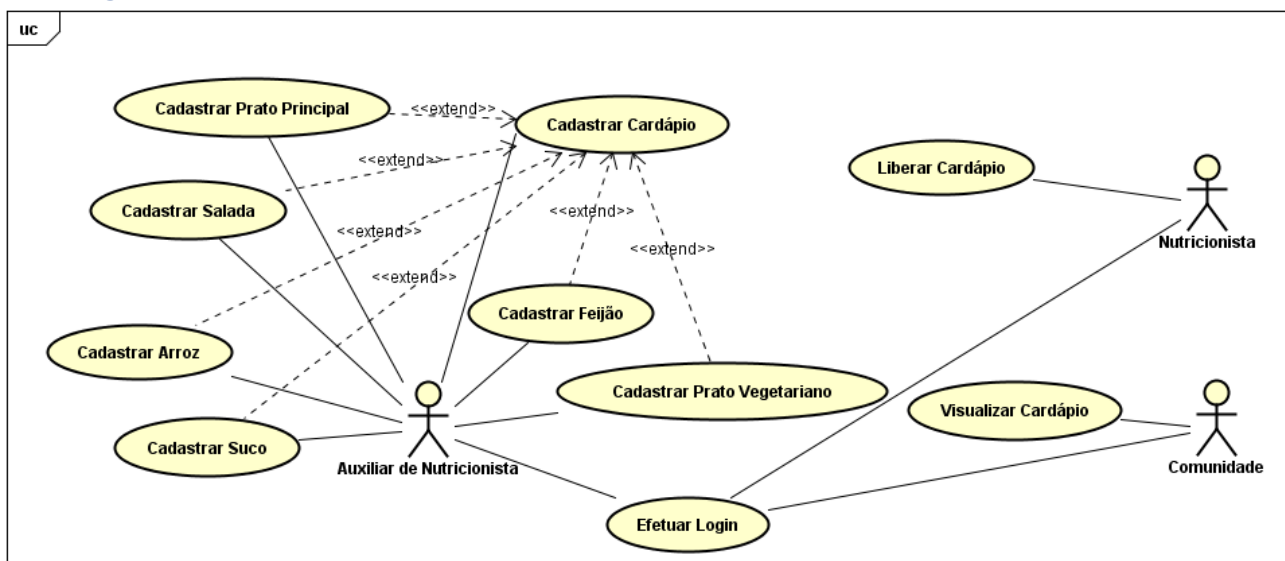 uc
Cadastrar Prato Principal
<<extend>>
Cadastrar Cardápio
<<extend>>
Liberar Cardápio
Cadastrar Salada
<<extend>>
<<extend>>
Nutricionista
<<extend>>
<<extend>>
Cadastrar Feijão
Cadastrar Arroz
Cadastrar Prato Vegetariano
Visualizar Cardápio
Cadastrar Suco
Auxiliar de Nutricionista
Comunidade
Efetuar Login